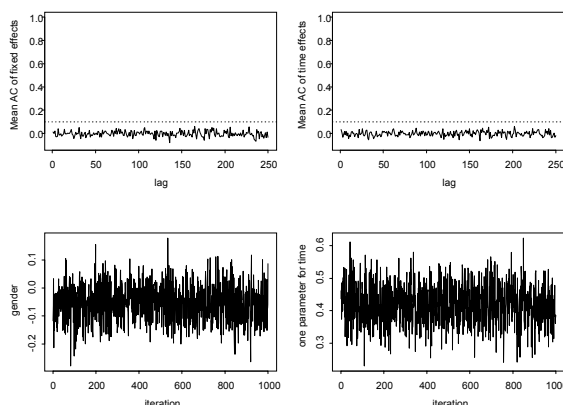 Mean AC of fixed effects
1.0
0.8
0.6
0.4
0.2
0.0
0 50 100 150 200 250
lag
Mean AC of time effects
1.0
0.8
0.6
0.4
0.2
0.0
0 50 100 150 200 250
lag
gender
0.1
0.0
-0.1
-0.2
0 200 400 600 800 1000
iteration
one parameter for time
0.6
0.5
0.4
0.3
0 200 400 600 800 1000
iteration